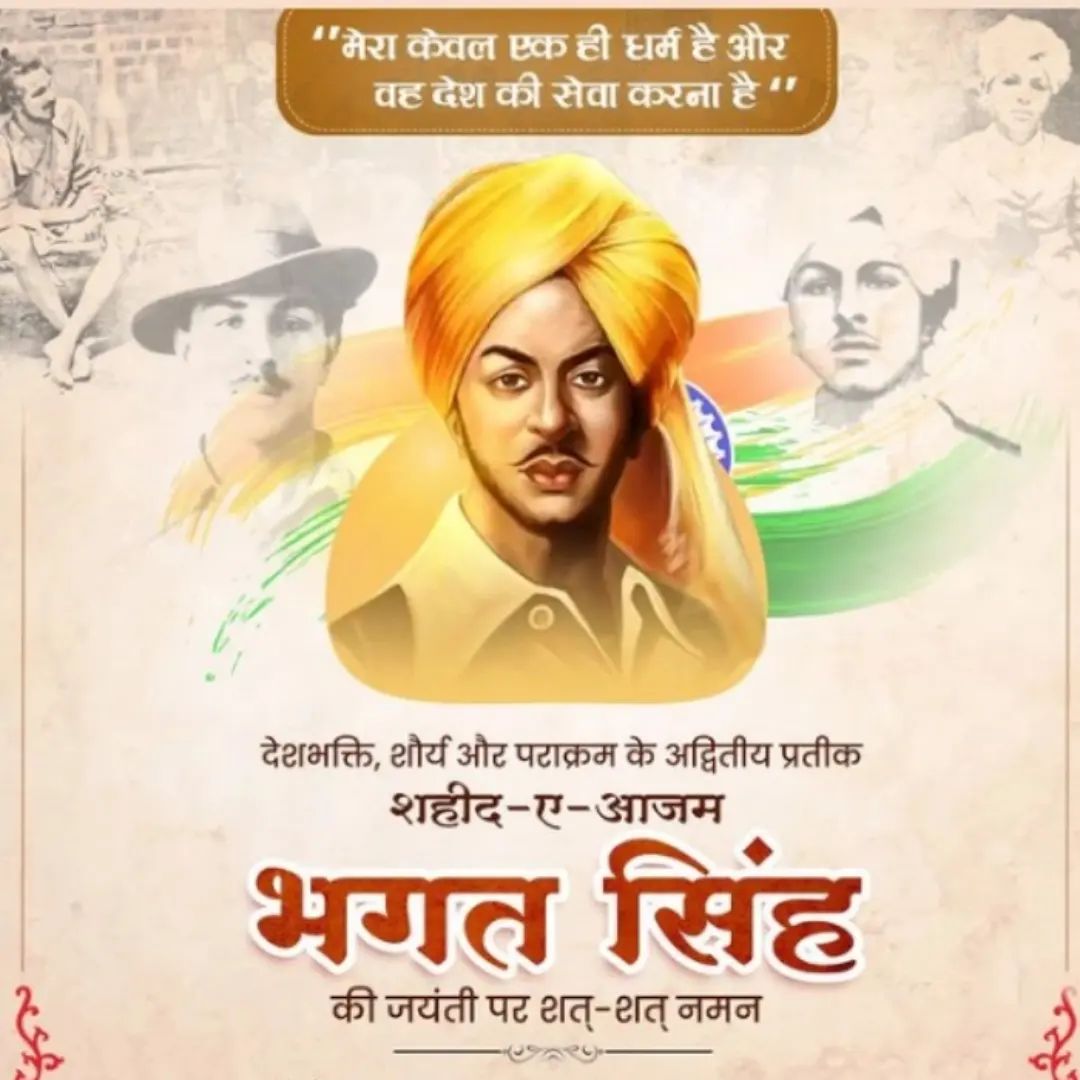 ‘‘मेरा केवल एक ही धर्म है और
वह देश की सेवा करना है ‘‘
देशभक्ति, शौर्य और पराक्रम के अद्वितीय प्रतीक
शहीद-ए-आजम
भगत सिंह
की जयंती पर शत्-शत् नमन